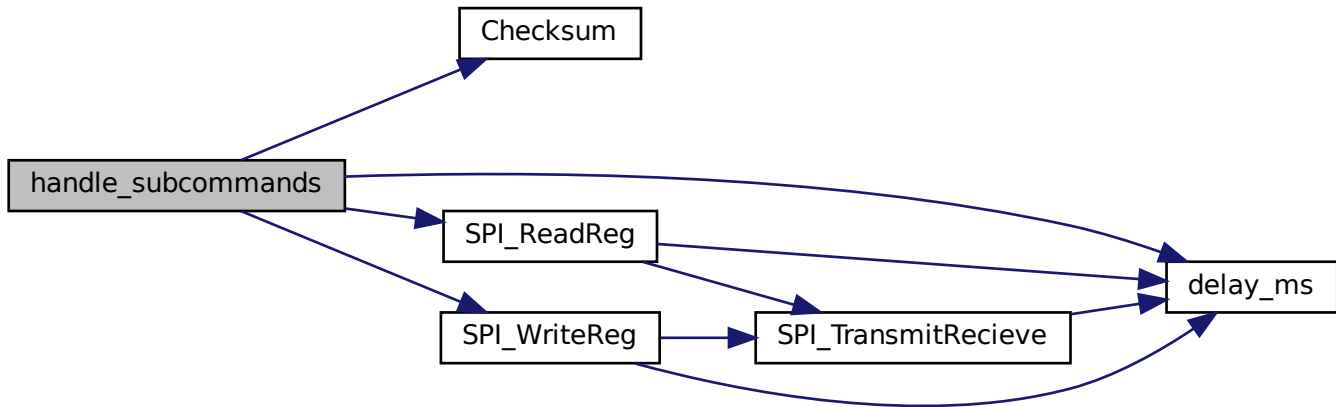 Checksum
handle_subcommands
SPI_ReadReg
delay_ms
SPI_WriteReg
SPI_TransmitRecieve